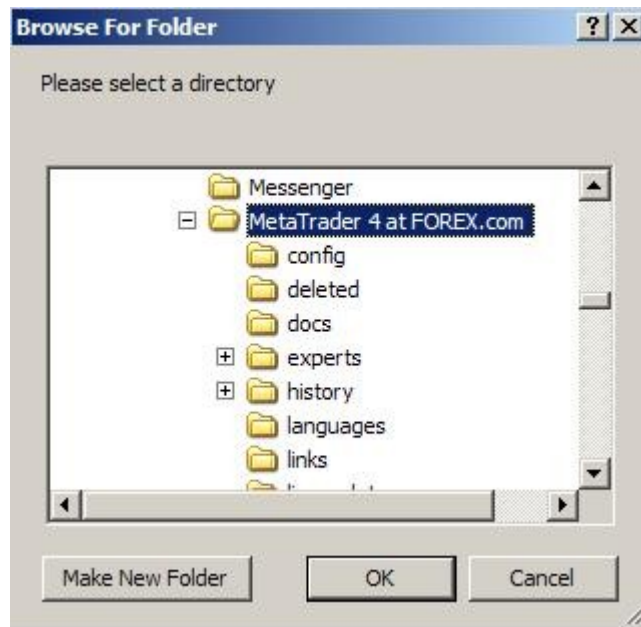 Browse For Folder
Please select a directory
Messenger
MetaTrader 4 at FOREX.com
config
deleted
docs
experts
history
languages
links
Make New Folder
OK
Cancel